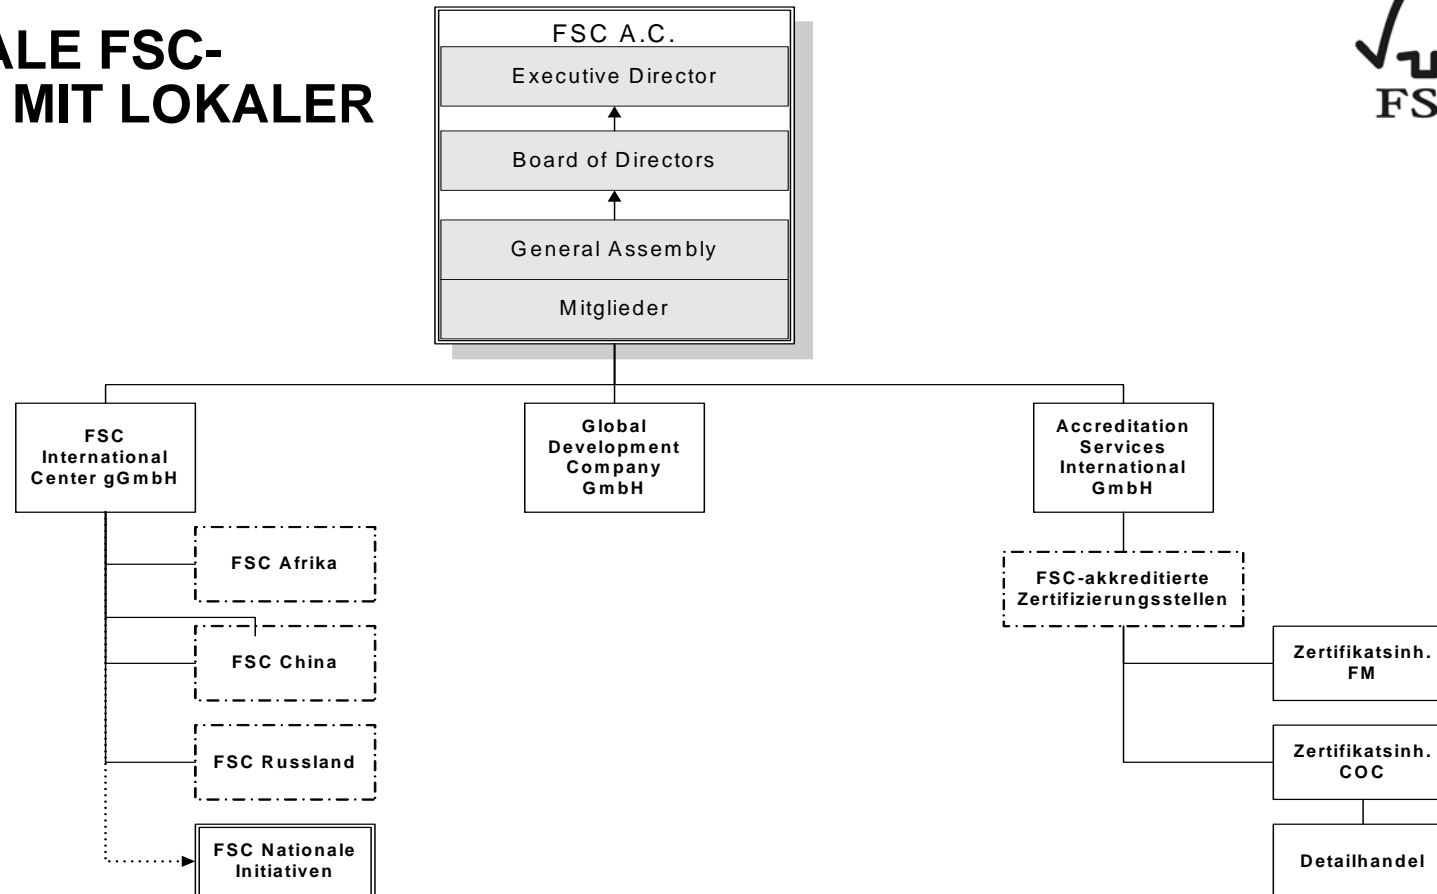 ALE FSC-
MIT LOKALER
FSC A.C.
Executive Director
Board of Directors
General Assembly
Mitglieder
FSC
International
Center gGmbH
Global
Development
Company
GmbH
Accreditation
Services
International
GmbH
FSC Afrika
FSC China
FSC Russland
FSC Nationale
Initiativen
FSC-akkreditierte
Zertifizierungsstellen
Zertifikatsinh.
FM
Zertifikatsinh.
COC
Detailhandel
FS